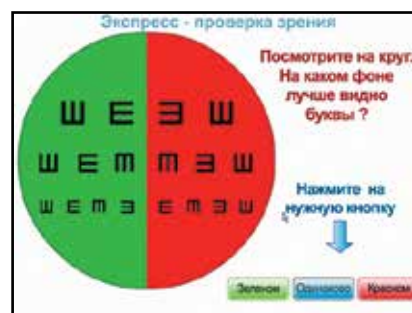 Экспресс - проверка зрения
Ш Е Э Ш
Ш Е m m Э Ш
Ш Е m Э Е m Э Ш
Посмотрите на круг.
На каком фоне
лучше видно
буквы ?
Нажмите на
нужную кнопку
Зеленом Одинаково Красном